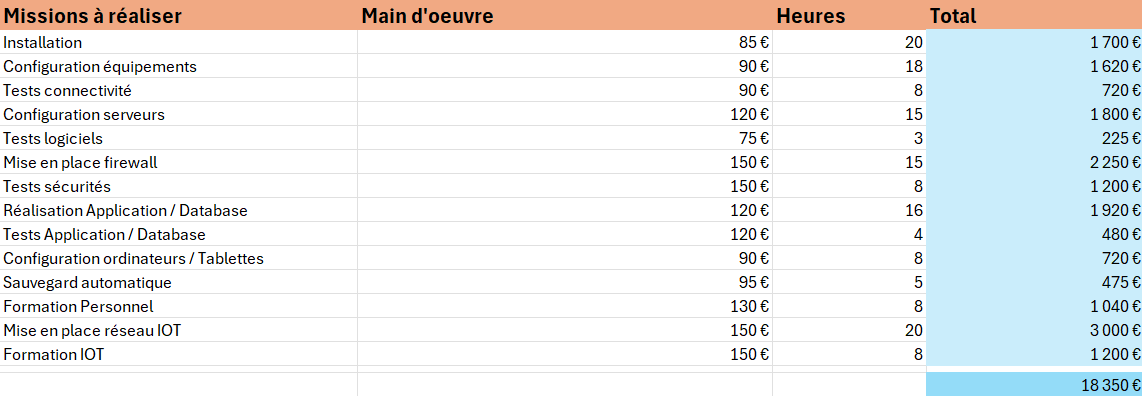 Missions à réaliser Main d'oeuvre Heures Total
Installation 85 € 20 1 700 €
Configuration équipements 90 € 18 1 620 €
Tests connectivité 90 € 8 720 €
Configuration serveurs 120 € 15 1 800 €
Tests logiciels 75 € 3 225 €
Mise en place firewall 150 € 15 2 250 €
Tests sécurités 150 € 8 1 200 €
Réalisation Application / Database 120 € 16 1 920 €
Tests Application / Database 120 € 4 480 €
Configuration ordinateurs / Tablettes 90 € 8 720 €
Sauvegard automatique 95 € 5 475 €
Formation Personnel 130 € 8 1 040 €
Mise en place réseau IOT 150 € 20 3 000 €
Formation IOT 150 € 8 1 200 €
18 350 €